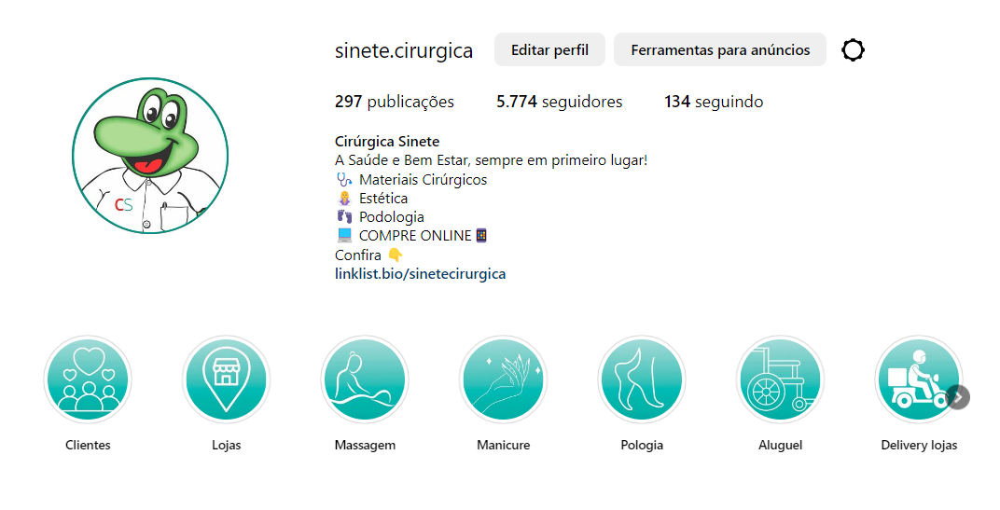 sinete.cirurgica Editar perfil Ferramentas para anúncios
297 publicações 5.774 seguidores 134 seguindo
Cirúrgica Sinete
A Saúde e Bem Estar, sempre em primeiro lugar!
🩺 Materiais Cirúrgicos
💆‍♀️ Estética
👣 Podologia
💻 COMPRE ONLINE📱
Confira 👇
linklist.bio/sinetecirurgica
CS
Clientes Lojas Massagem Manicure Pologia Aluguel Delivery lojas